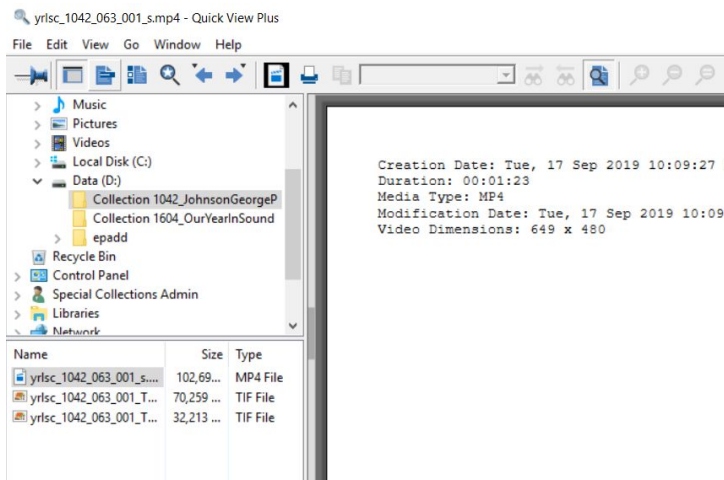 yrlsc_1042_063_001_s.mp4 - Quick View Plus
File Edit View Go Window Help
Music
Pictures
Videos
Local Disk (C:)
Data (D:)
Collection 1042_JohnsonGeorgeP
Collection 1604_OurYearInSound
epadd
Recycle Bin
Control Panel
Special Collections Admin
Libraries
Network
Creation Date: Tue, 17 Sep 2019 10:09:27
Duration: 00:01:23
Media Type: MP4
Modification Date: Tue, 17 Sep 2019 10:09
Video Dimensions: 649 x 480
Name Size Type
yrlsc_1042_063_001_s.... 102,69... MP4 File
yrlsc_1042_063_001_T... 70,259 ... TIF File
yrlsc_1042_063_001_T... 32,213 ... TIF File